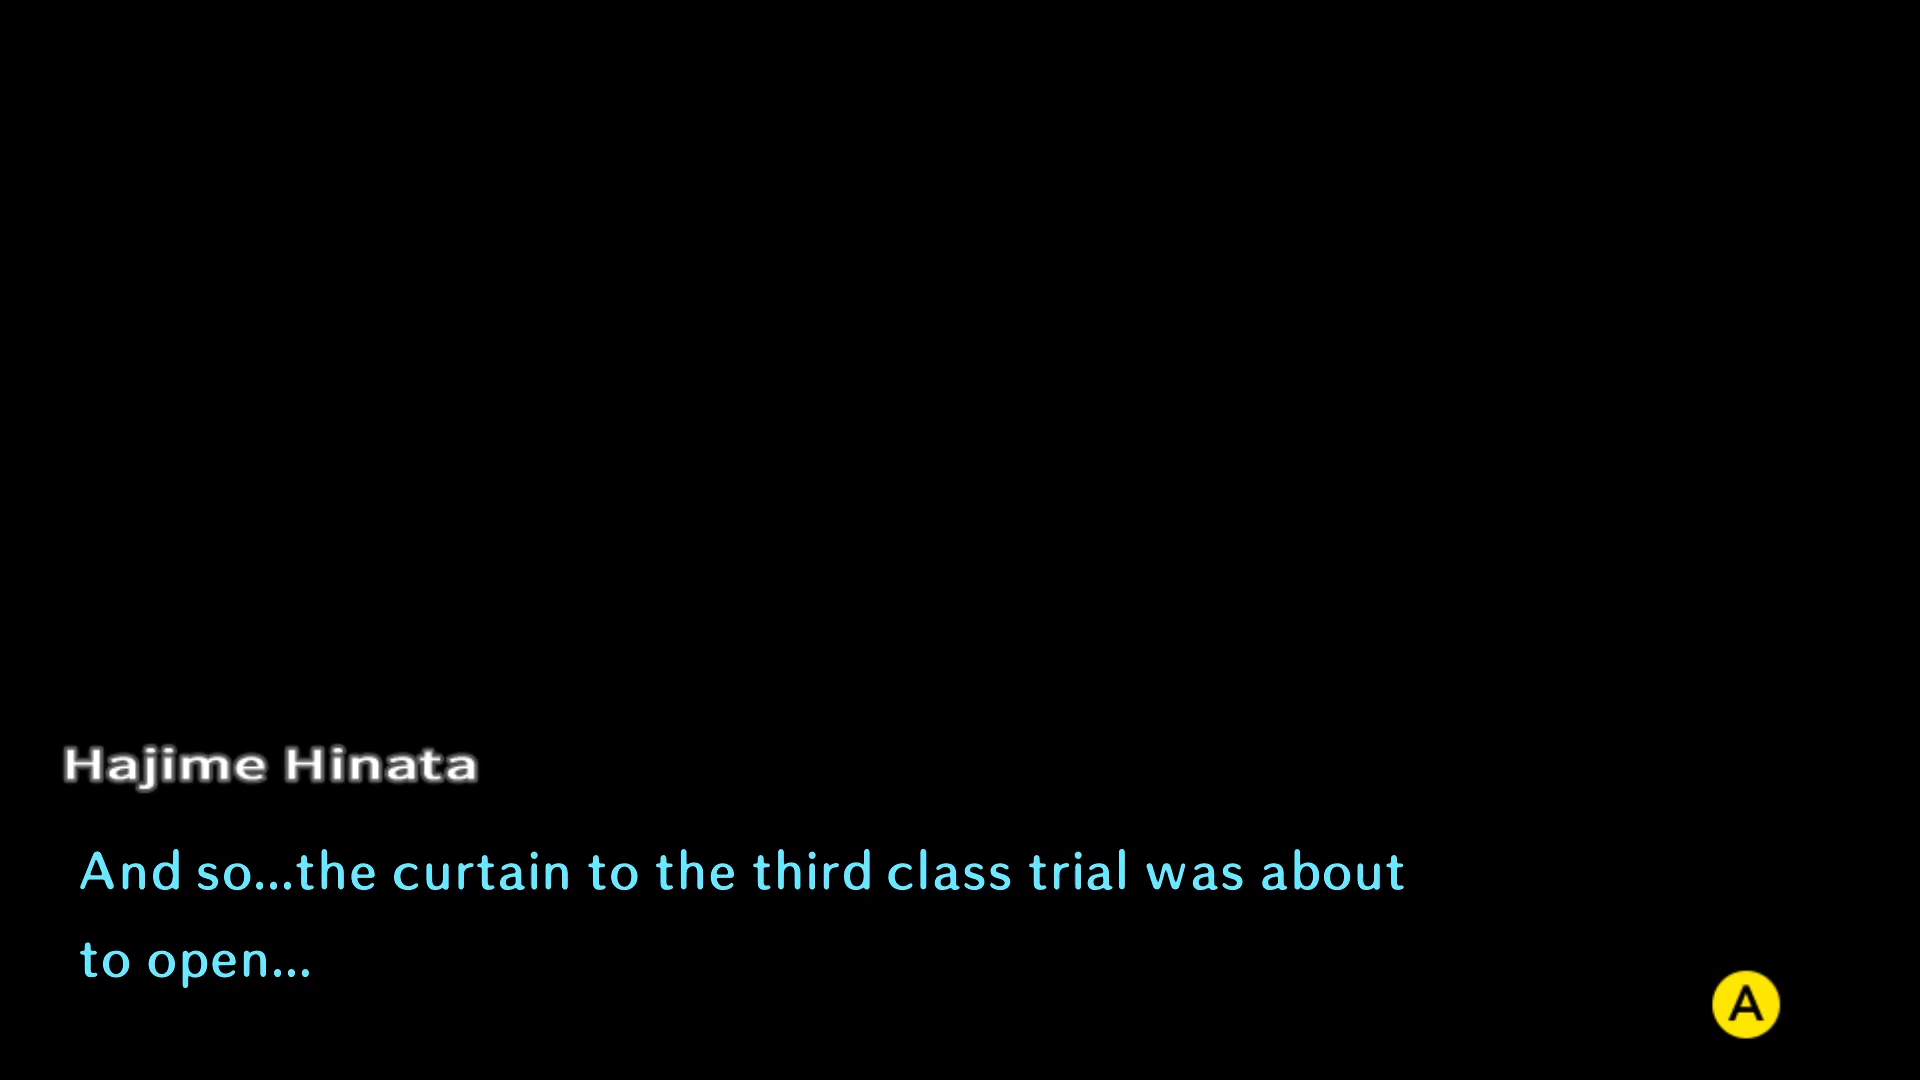 Hajime Hinata
And so...the curtain to the third class trial was about
to open...
A